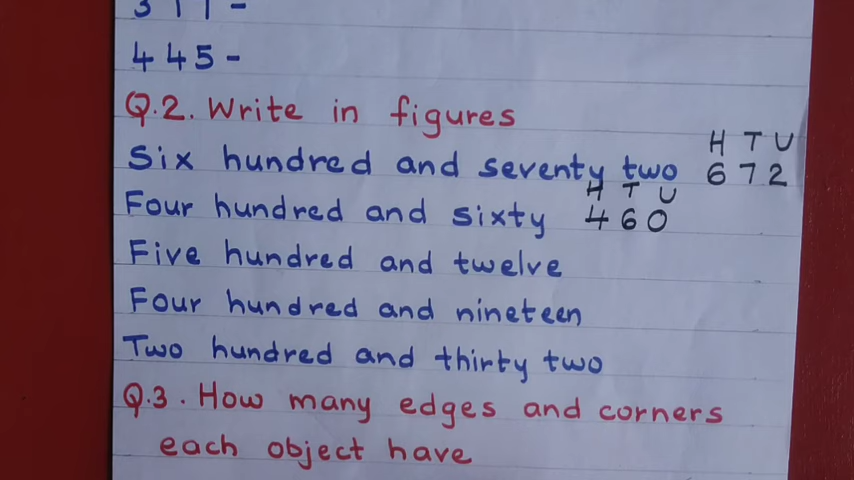 311-
445-
Q.2. Write in figures
H T U
Six hundred and seventy two 672
H T U
Four hundred and sixty 460
Five hundred and twelve
Four hundred and nineteen
Two hundred and thirty two
Q.3. How many edges and corners
each object have